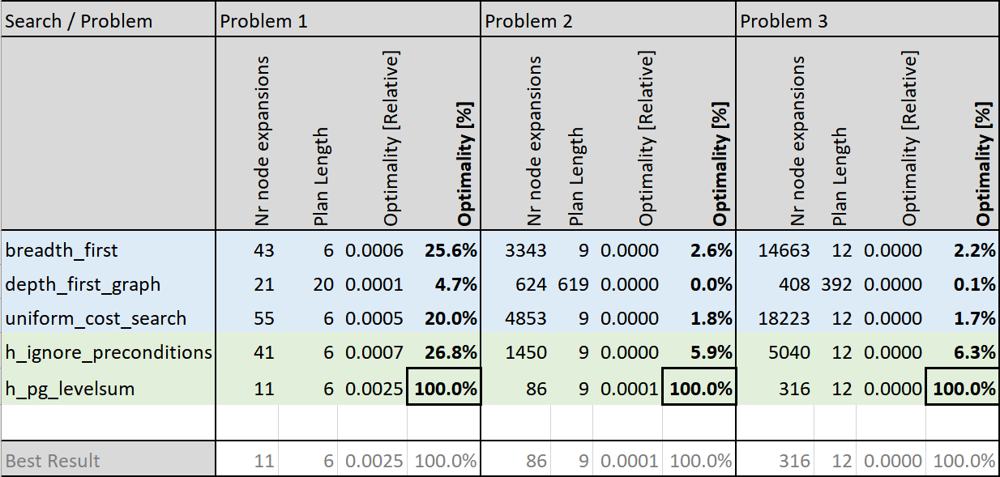 Search / Problem Problem 1 Problem 2 Problem 3
Nr node expansions Plan Length Optimality [Relative] Optimality [%] Nr node expansions Plan Length Optimality [Relative] Optimality [%] Nr node expansions Plan Length Optimality [Relative] Optimality [%]
breadth_first 43 6 0.0006 25.6% 3343 9 0.0000 2.6% 14663 12 0.0000 2.2%
depth_first_graph 21 20 0.0001 4.7% 624 619 0.0000 0.0% 408 392 0.0000 0.1%
uniform_cost_search 55 6 0.0005 20.0% 4853 9 0.0000 1.8% 18223 12 0.0000 1.7%
h_ignore_preconditions 41 6 0.0007 26.8% 1450 9 0.0000 5.9% 5040 12 0.0000 6.3%
h_pg_levelsum 11 6 0.0025 100.0% 86 9 0.0001 100.0% 316 12 0.0000 100.0%
Best Result 11 6 0.0025 100.0% 86 9 0.0001 100.0% 316 12 0.0000 100.0%